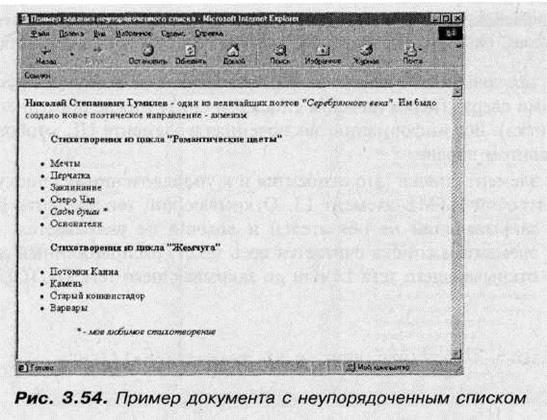 Пример задания неупорядоченного списка - Microsoft Internet Explorer
Файл Правка Вид Избранное Сервис Справка
Назад Остановить Обновить Домой Поиск Избранное Журнал Почта
Ссылки
Николай Степанович Гумилев - один из величайших поэтов "Серебрянного века". Им было
создано новое поэтическое направление - акмеизм
Стихотворения из цикла "Романтические цветы"
• Мечты
• Перчатка
• Заклинание
• Озеро Чад
• Сады души *
• Основатели
Стихотворения из цикла "Жемчуга"
• Потомки Каина
• Камень
• Старый конквистадор
• Варвары
* - мое любимое стихотворение
Готово Мой компьютер
Рис. 3.54. Пример документа с неупорядоченным списком